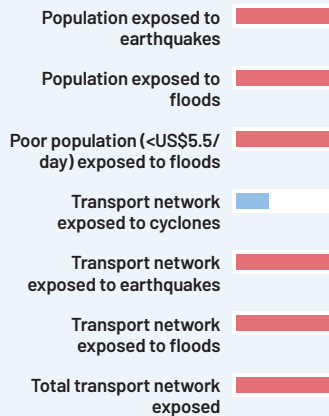 Population exposed to
earthquakes
Population exposed to
floods
Poor population (<US$5.5/
day) exposed to floods
Transport network
exposed to cyclones
Transport network
exposed to earthquakes
Transport network
exposed to floods
Total transport network
exposed